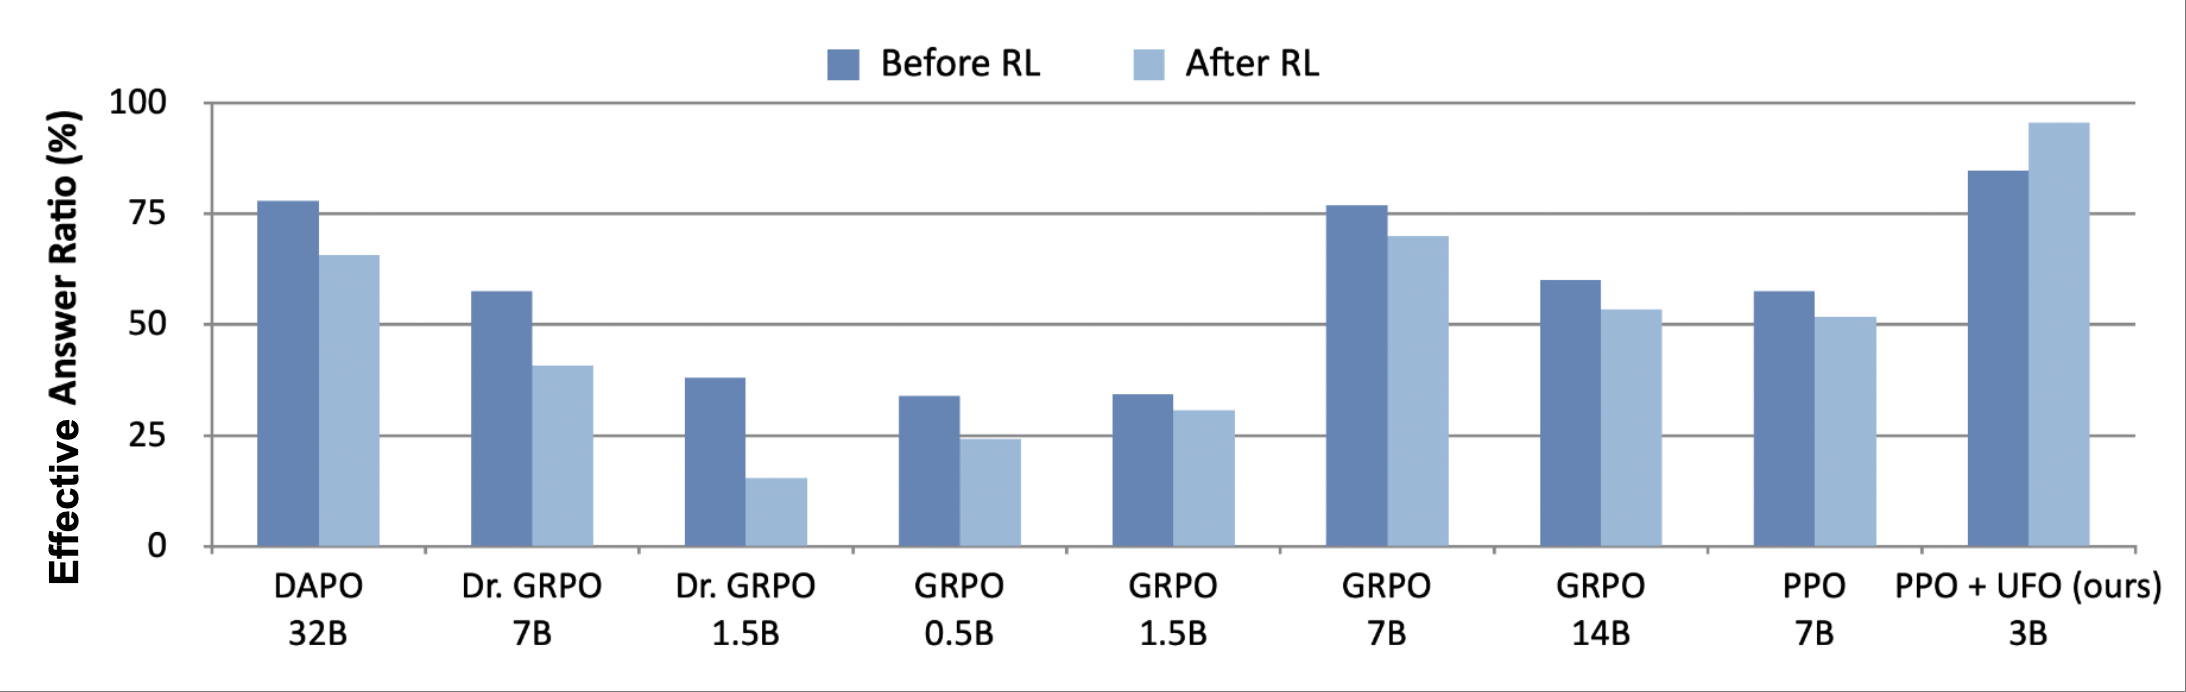 Before RL
After RL
Effective Answer Ratio (%)
100
75
50
25
0
DAPO
32B
Dr. GRPO
7B
Dr. GRPO
1.5B
GRPO
0.5B
GRPO
1.5B
GRPO
7B
GRPO
14B
PPO
7B
PPO + UFO (ours)
3B